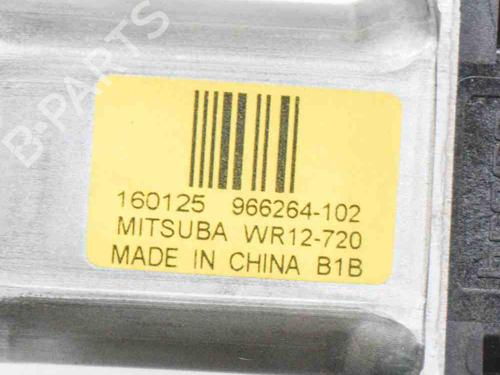 B-PARTS
160125 966264-102
MITSUBA WR12-720
MADE IN CHINA B1B